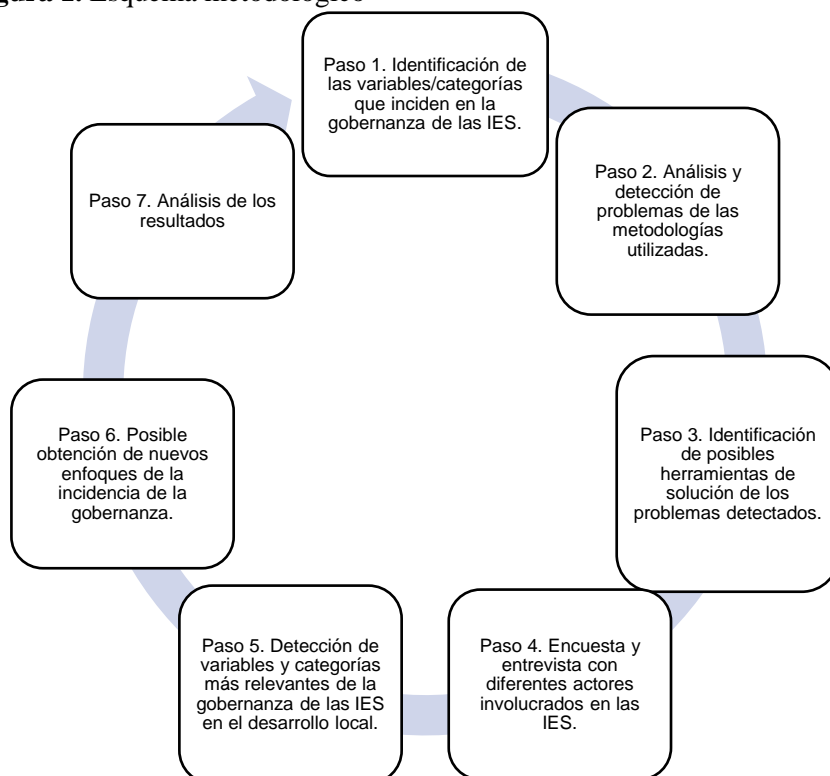 gura 1. Esquema metodológico
Paso 1. Identificación de
las variables/categorías
que inciden en la
gobernanza de las IES.
Paso 2. Análisis y
detección de
problemas de las
metodologías
utilizadas.
Paso 3. Identificación
de posibles
herramientas de
solución de los
problemas detectados.
Paso 4. Encuesta y
entrevista con
diferentes actores
involucrados en las
IES.
Paso 5. Detección de
variables y categorías
más relevantes de la
gobernanza de las IES
en el desarrollo local.
Paso 6. Posible
obtención de nuevos
enfoques de la
incidencia de la
gobernanza.
Paso 7. Análisis de los
resultados